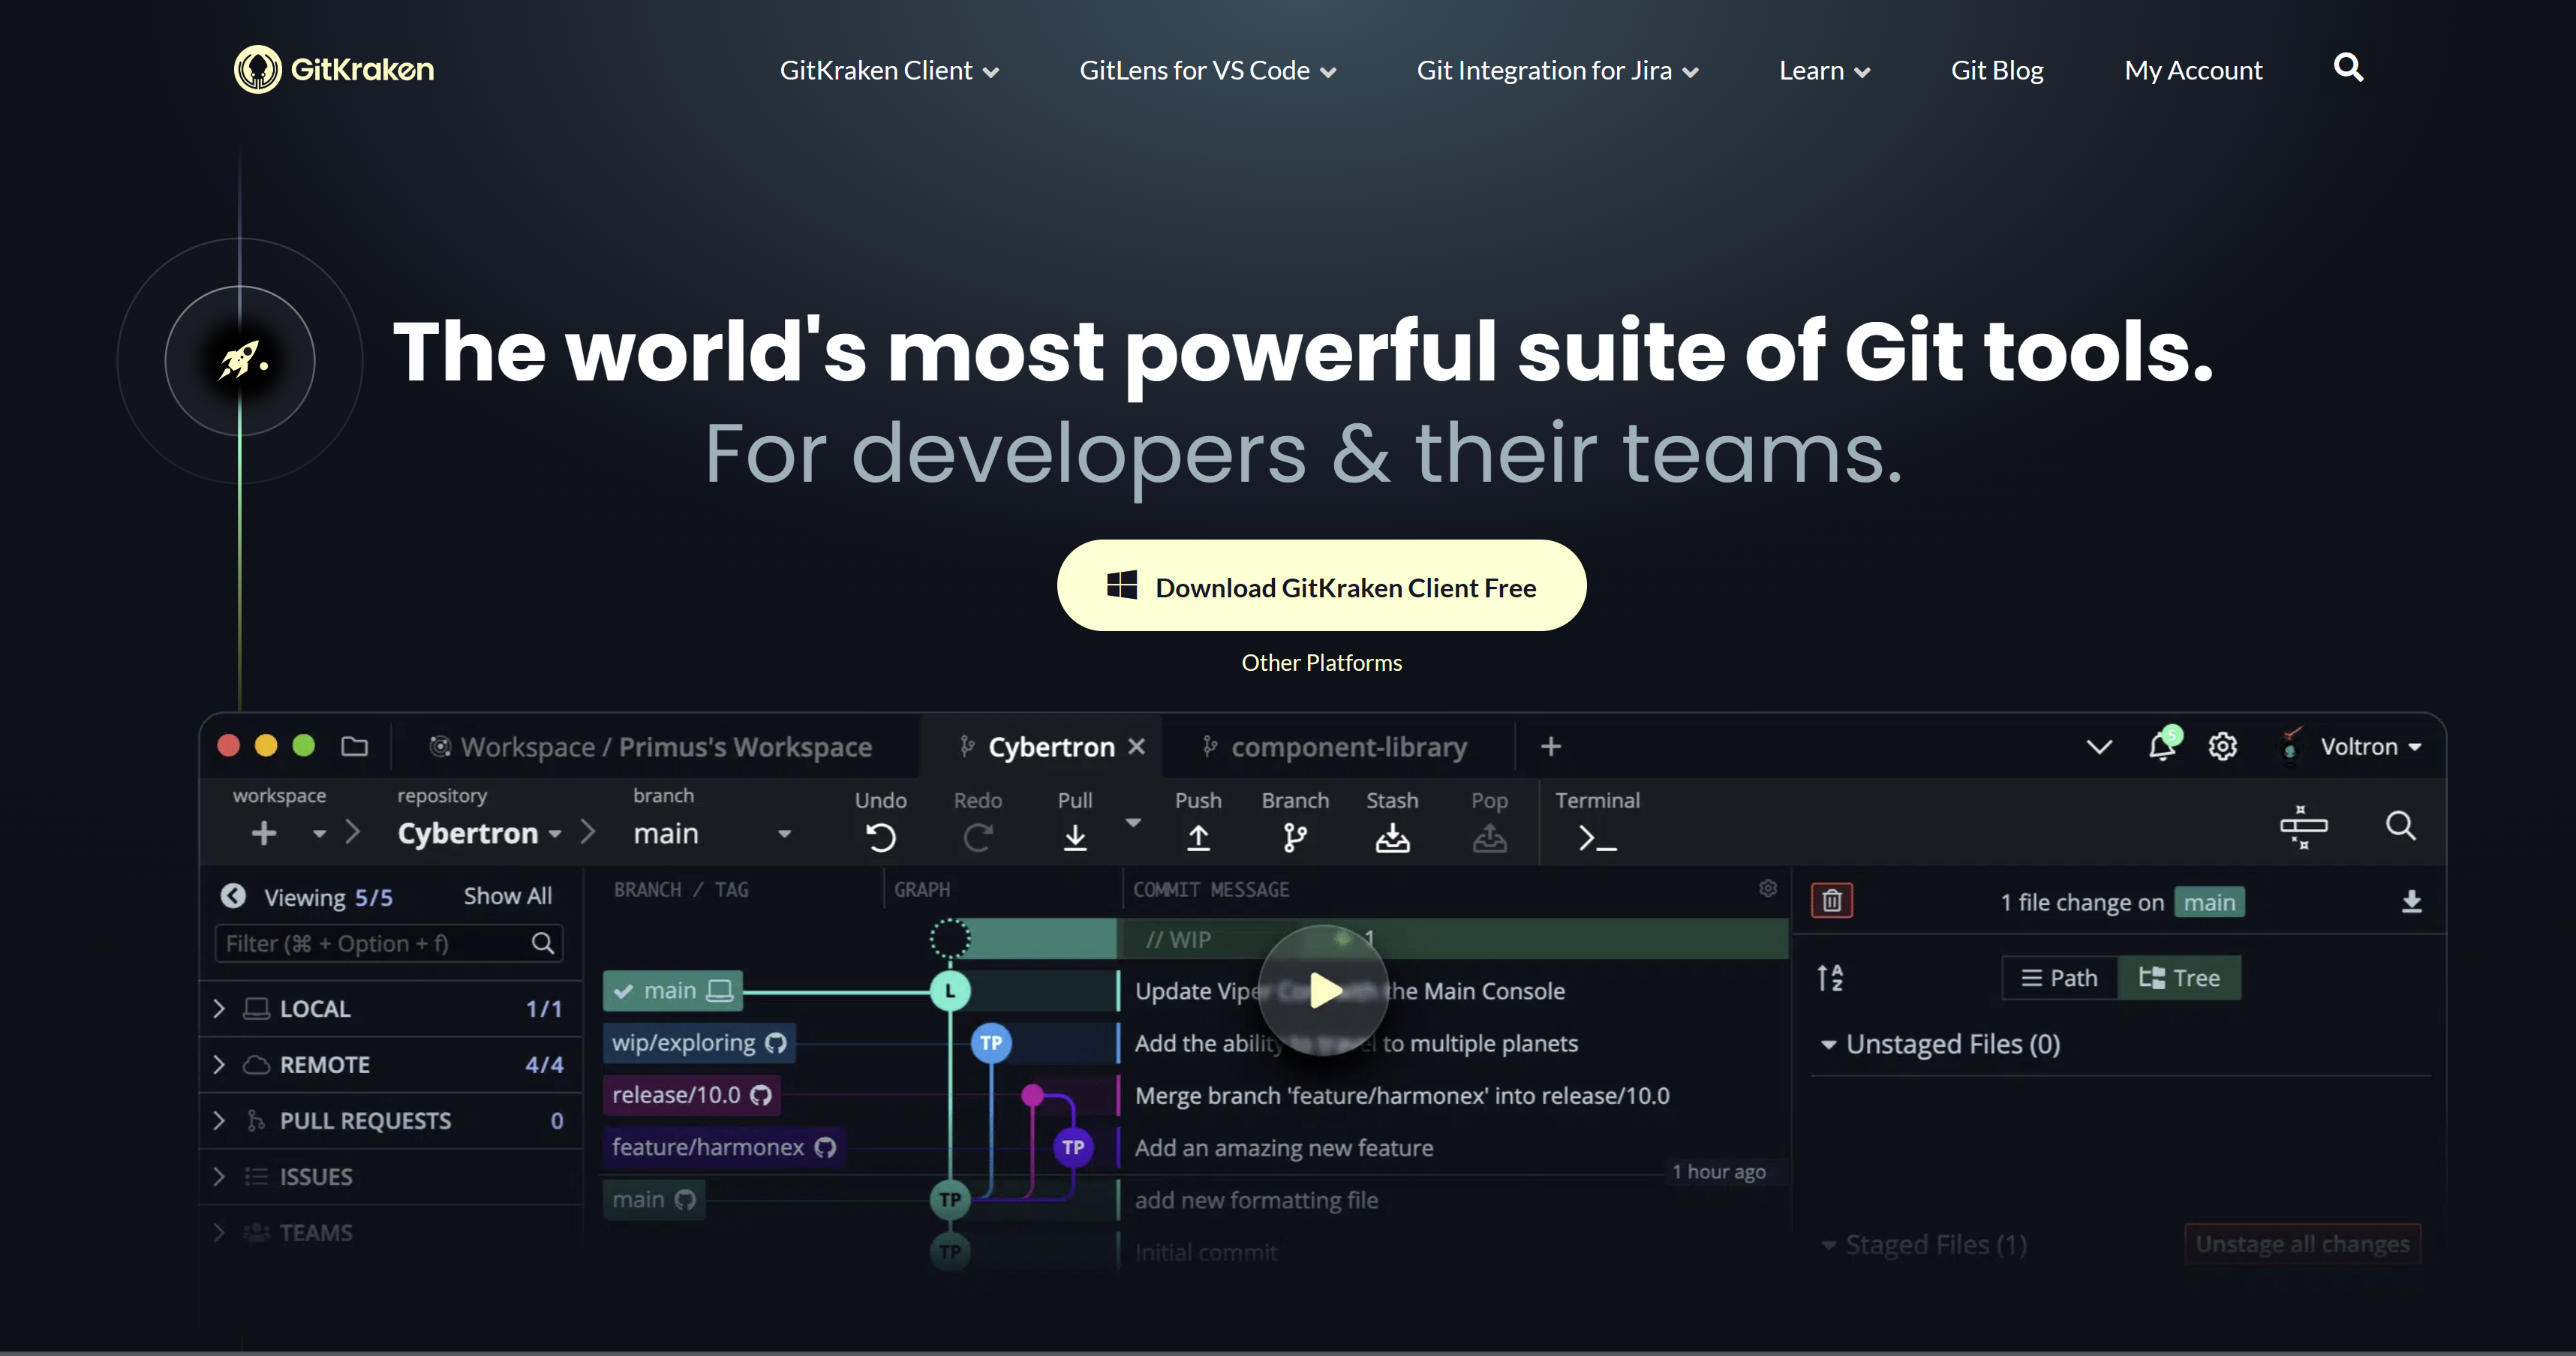 GitKraken
GitKraken Client
GitLens for VS Code
Git Integration for Jira
Learn
Git Blog
My Account
The world's most powerful suite of Git tools.
For developers & their teams.
Download GitKraken Client Free
Other Platforms
Workspace / Primus's Workspace
Cybertron
component-library
5
Voltron
workspace
repository
branch
Cybertron
main
Undo
Redo
Pull
Push
Branch
Stash
Pop
Terminal
Viewing 5/5
Show All
Filter (⌘ + Option + f)
LOCAL 1/1
REMOTE 4/4
PULL REQUESTS 0
ISSUES
TEAMS
BRANCH / TAG
GRAPH
COMMIT MESSAGE
// WIP
1
main
L
Update Viper with the Main Console
wip/exploring
TP
Add the ability to travel to multiple planets
release/10.0
Merge branch 'feature/harmonex' into release/10.0
feature/harmonex
TP
Add an amazing new feature
1 hour ago
main
TP
add new formatting file
TP
Initial commit
1 file change on main
A
Z
Path
Tree
Unstaged Files (0)
Staged Files (1)
Unstage all changes